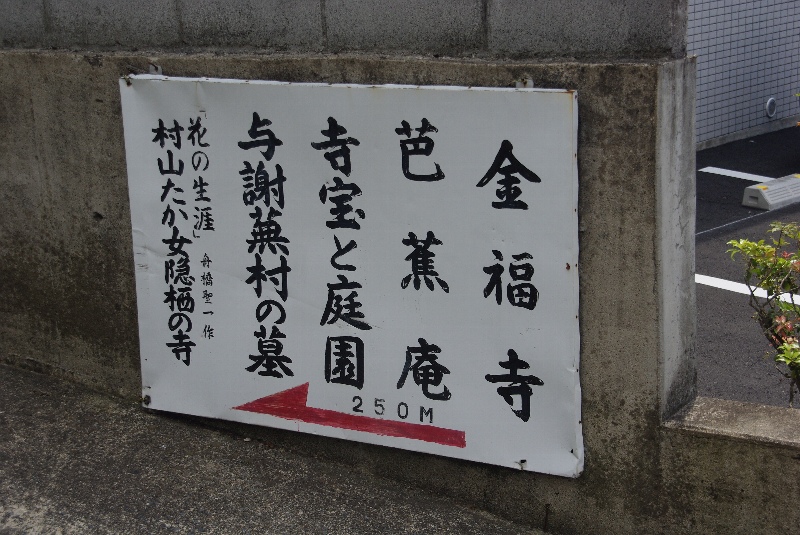 金福寺
芭蕉庵
寺宝と庭園
与謝蕪村の墓
「花の生涯」舟橋聖一作
村山たか女隠栖の寺
250M